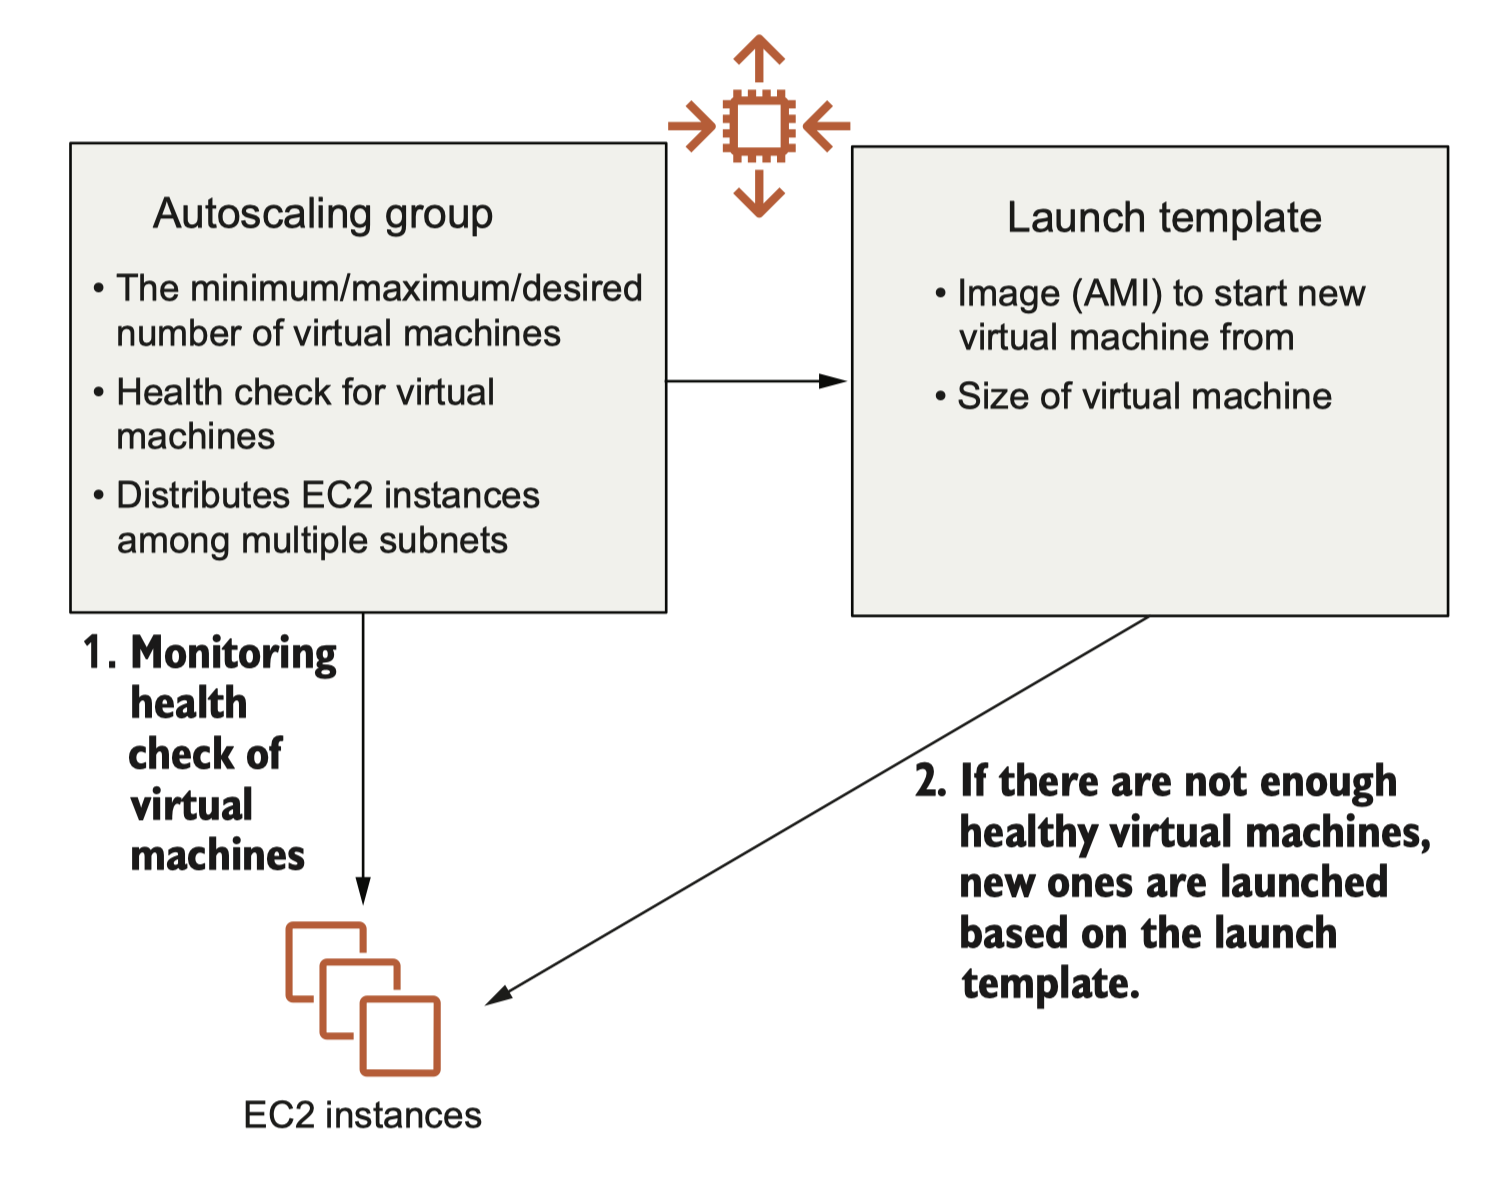 Autoscaling group
• The minimum/maximum/desired
number of virtual machines
• Health check for virtual
machines
• Distributes EC2 instances
among multiple subnets
Launch template
• Image (AMI) to start new
virtual machine from
• Size of virtual machine
1. Monitoring
health
check of
virtual
machines
2. If there are not enough
healthy virtual machines,
new ones are launched
based on the launch
template.
EC2 instances